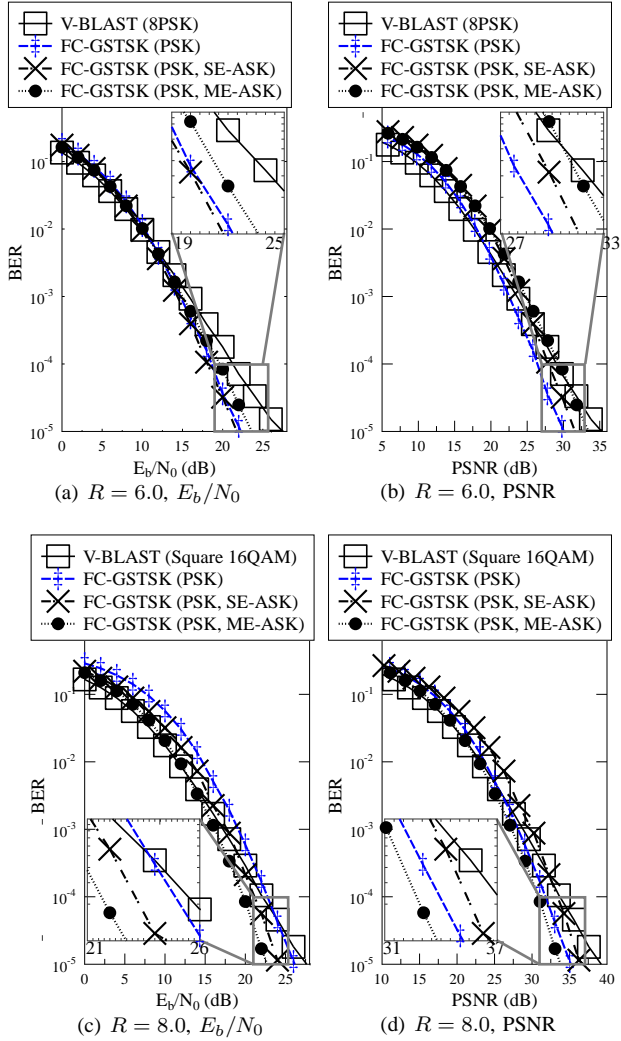 V-BLAST (8PSK)
FC-GSTSK (PSK)
FC-GSTSK (PSK, SE-ASK)
FC-GSTSK (PSK, ME-ASK)
10^-1
10^-2
10^-3
10^-4
10^-5
BER
19 25
0 5 10 15 20 25
E_b/N_0 (dB)
(a) R = 6.0, E_b/N_0
V-BLAST (8PSK)
FC-GSTSK (PSK)
FC-GSTSK (PSK, SE-ASK)
FC-GSTSK (PSK, ME-ASK)
10^-1
10^-2
10^-3
10^-4
10^-5
BER
27 33
5 10 15 20 25 30 35
PSNR (dB)
(b) R = 6.0, PSNR
V-BLAST (Square 16QAM)
FC-GSTSK (PSK)
FC-GSTSK (PSK, SE-ASK)
FC-GSTSK (PSK, ME-ASK)
10^-1
10^-2
10^-3
10^-4
10^-5
BER
21 26
0 5 10 15 20 25
E_b/N_0 (dB)
(c) R = 8.0, E_b/N_0
V-BLAST (Square 16QAM)
FC-GSTSK (PSK)
FC-GSTSK (PSK, SE-ASK)
FC-GSTSK (PSK, ME-ASK)
10^-1
10^-2
10^-3
10^-4
10^-5
BER
31 37
10 15 20 25 30 35 40
PSNR (dB)
(d) R = 8.0, PSNR